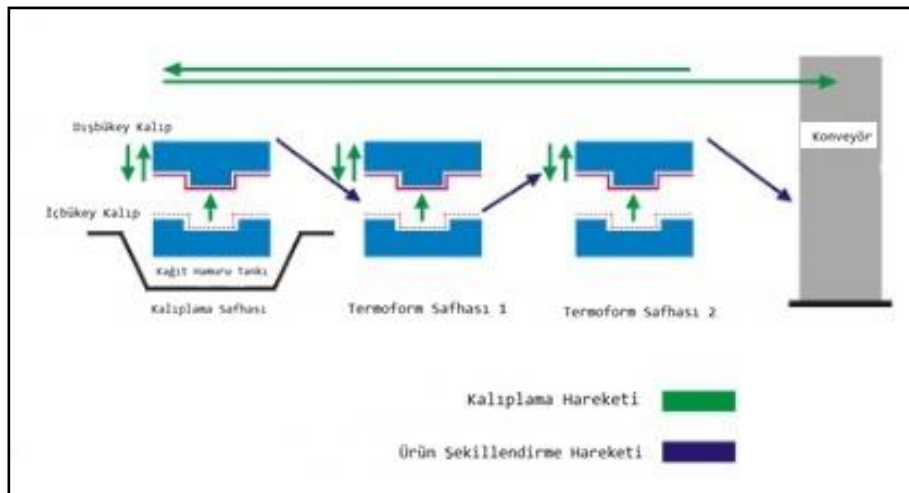 Dışbükey Kalıp
Konveyör
İçbükey Kalıp
Kağıt Hamuru Tankı
Kalıplama Safhası
Termoform Safhası 1
Termoform Safhası 2
Kalıplama Hareketi
Ürün Şekillendirme Hareketi